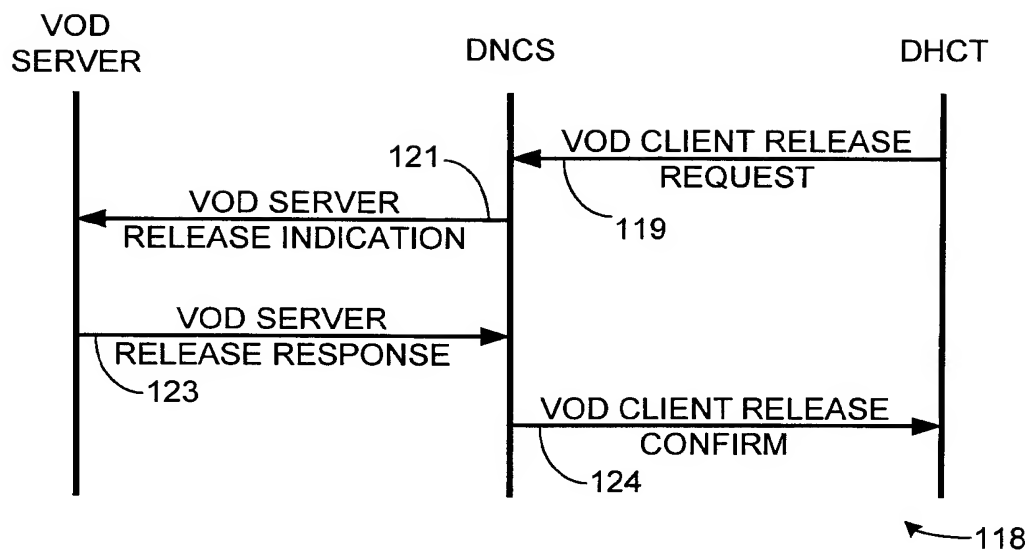 VOD
SERVER
DNCS
DHCT
VOD CLIENT RELEASE
REQUEST
119
121
VOD SERVER
RELEASE INDICATION
VOD SERVER
RELEASE RESPONSE
123
VOD CLIENT RELEASE
CONFIRM
124
118